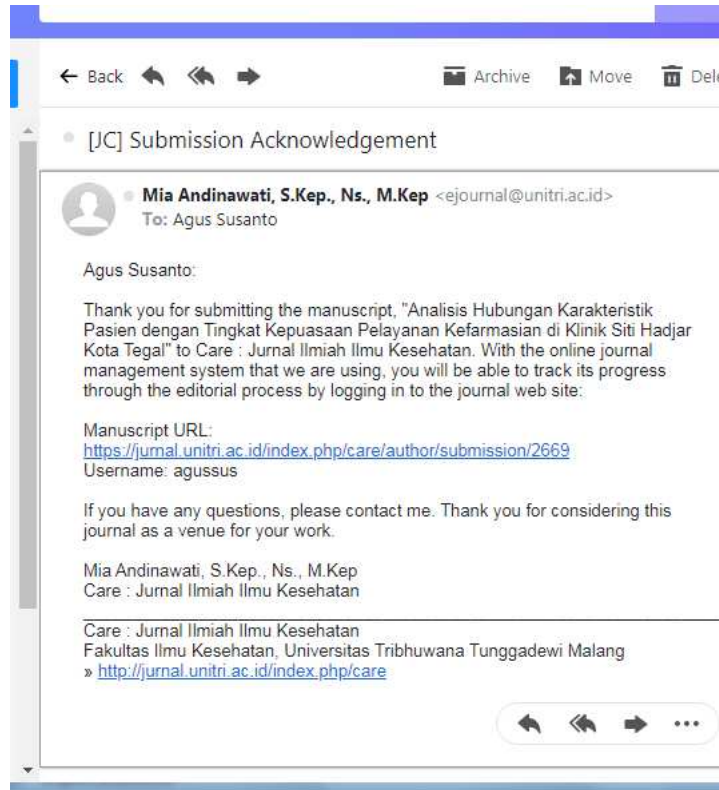 Back
Archive
Move
[JC] Submission Acknowledgement
Mia Andinawati, S.Kep., Ns., M.Kep <ejournal@unitri.ac.id>
To: Agus Susanto
Agus Susanto:
Thank you for submitting the manuscript, "Analisis Hubungan Karakteristik
Pasien dengan Tingkat Kepuasaan Pelayanan Kefarmasian di Klinik Siti Hadjar
Kota Tegal" to Care : Jurnal Ilmiah Ilmu Kesehatan. With the online journal
management system that we are using, you will be able to track its progress
through the editorial process by logging in to the journal web site:
Manuscript URL:
https://jurnal.unitri.ac.id/index.php/care/author/submission/2669
Username: agussus
If you have any questions, please contact me. Thank you for considering this
journal as a venue for your work.
Mia Andinawati, S.Kep., Ns., M.Kep
Care : Jurnal Ilmiah Ilmu Kesehatan
Care : Jurnal Ilmiah Ilmu Kesehatan
Fakultas Ilmu Kesehatan, Universitas Tribhuwana Tunggadewi Malang
» http://jurnal.unitri.ac.id/index.php/care